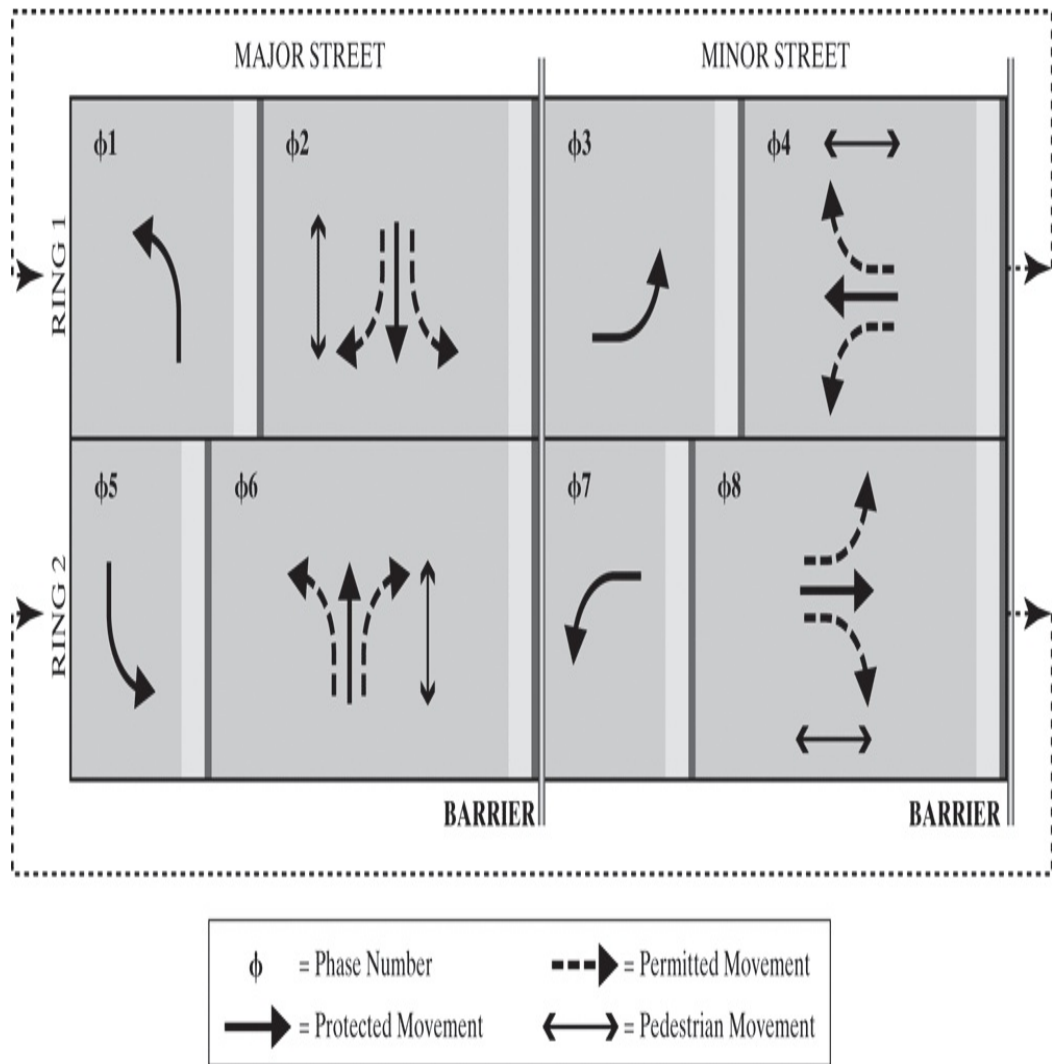 MAJOR STREET
MINOR STREET
RING 1
ϕ1
ϕ2
ϕ3
ϕ4
RING 2
ϕ5
ϕ6
ϕ7
ϕ8
BARRIER
BARRIER
ϕ = Phase Number
= Permitted Movement
= Protected Movement
= Pedestrian Movement